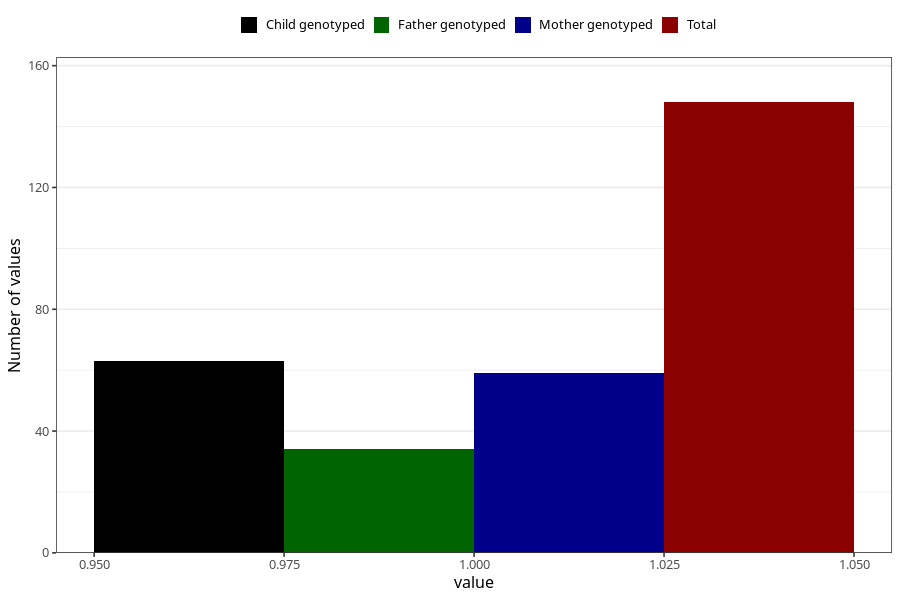 Child genotyped Father genotyped Mother genotyped Total
160
120
80
40
0
Number of values
0.950 0.975 1.000 1.025 1.050
value